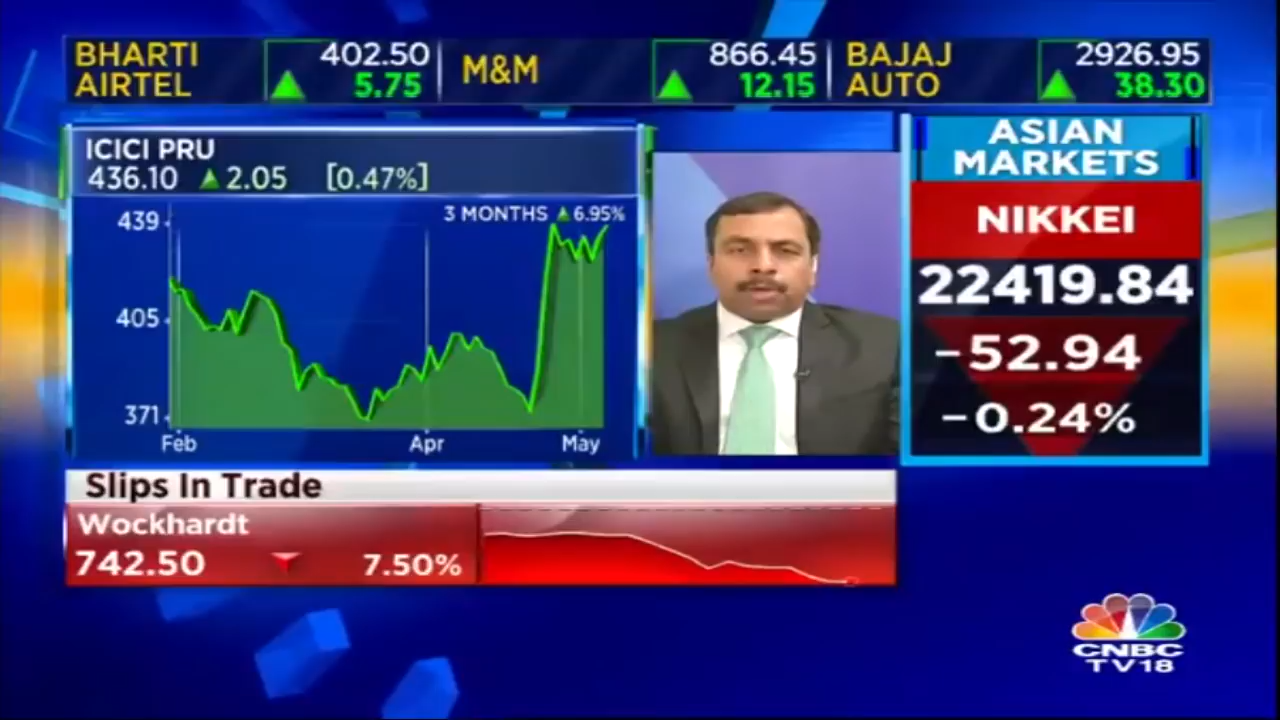 BHARTI AIRTEL
402.50
5.75
M&M
866.45
12.15
BAJAJ AUTO
2926.95
38.30
ICICI PRU
436.10 2.05 [0.47%]
3 MONTHS 6.95%
439
405
371
Feb Apr May
ASIAN
MARKETS
NIKKEI
22419.84
-52.94
-0.24%
Slips In Trade
Wockhardt
742.50 7.50%
CNBC
TV18